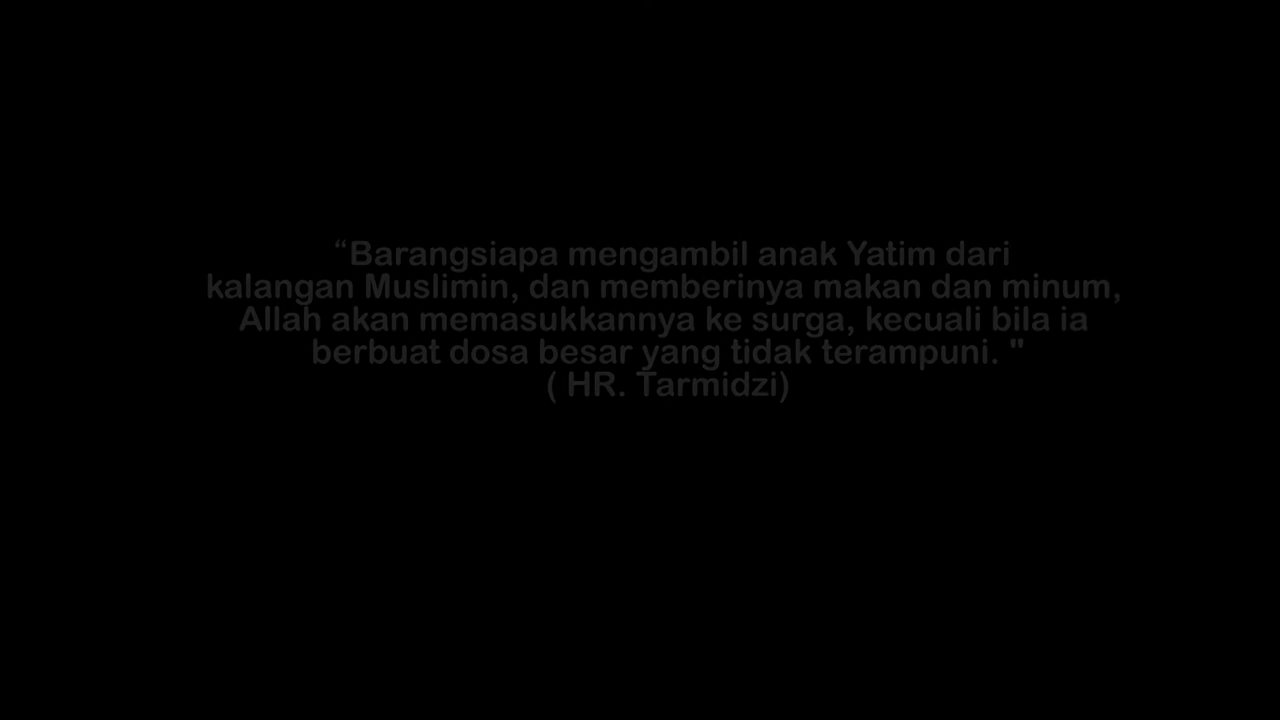 “Barangsiapa mengambil anak Yatim dari
kalangan Muslimin, dan memberinya makan dan minum,
Allah akan memasukkannya ke surga, kecuali bila ia
berbuat dosa besar yang tidak terampuni. "
( HR. Tarmidzi)